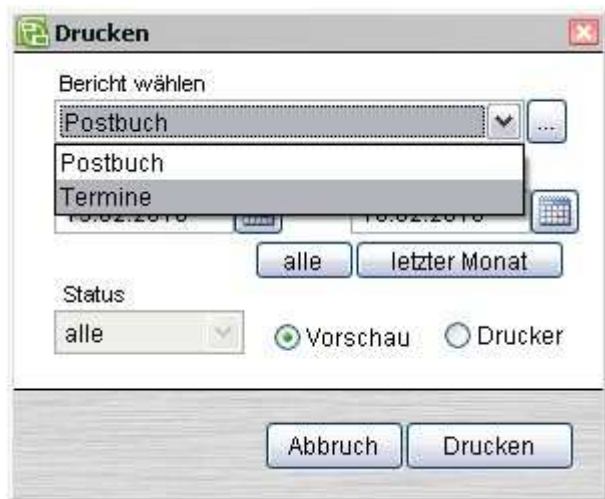 Drucken
Bericht wählen
Postbuch
...
Postbuch
Termine
alle
letzter Monat
Status
alle
Vorschau
Drucker
Abbruch
Drucken